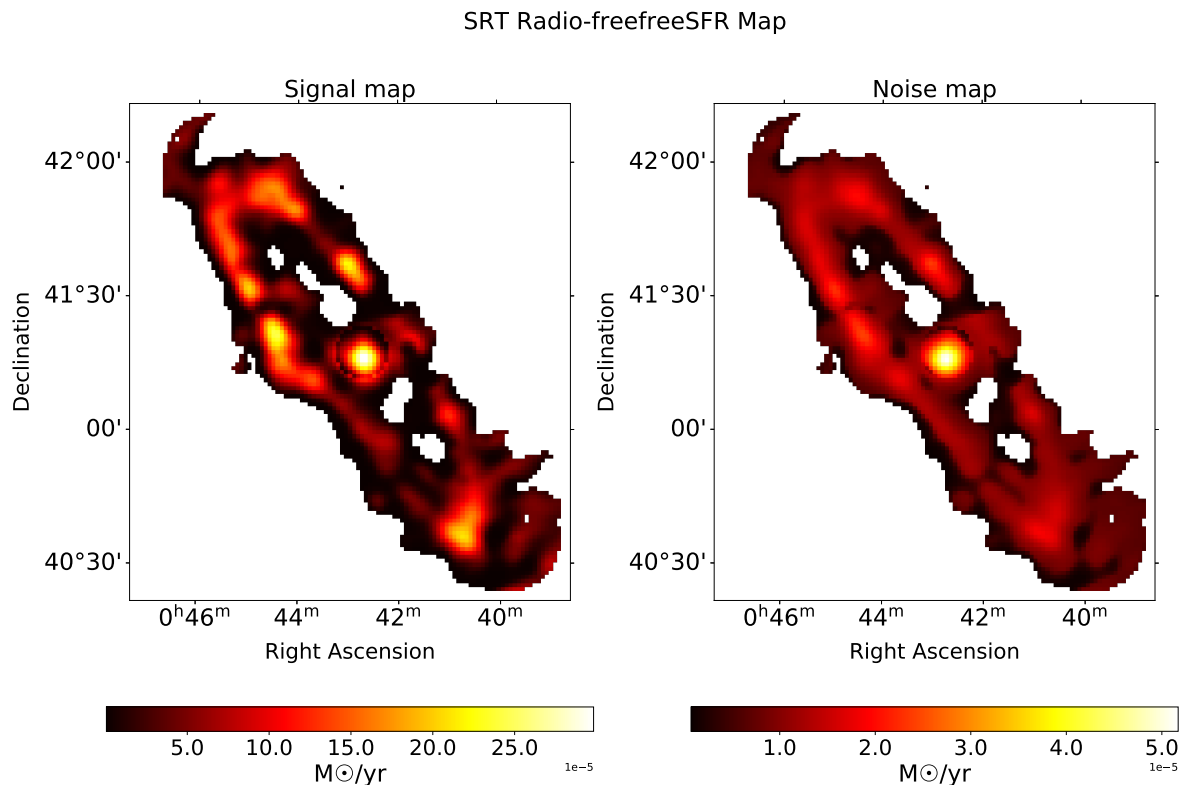 SRT Radio-freefreeSFR Map
Signal map
Noise map
42°00'
41°30'
00'
40°30'
Declination
0ʰ46ᵐ 44ᵐ 42ᵐ 40ᵐ
Right Ascension
42°00'
41°30'
00'
40°30'
Declination
0ʰ46ᵐ 44ᵐ 42ᵐ 40ᵐ
Right Ascension
5.0 10.0 15.0 20.0 25.0
1e−5
M☉/yr
1.0 2.0 3.0 4.0 5.0
1e−5
M☉/yr